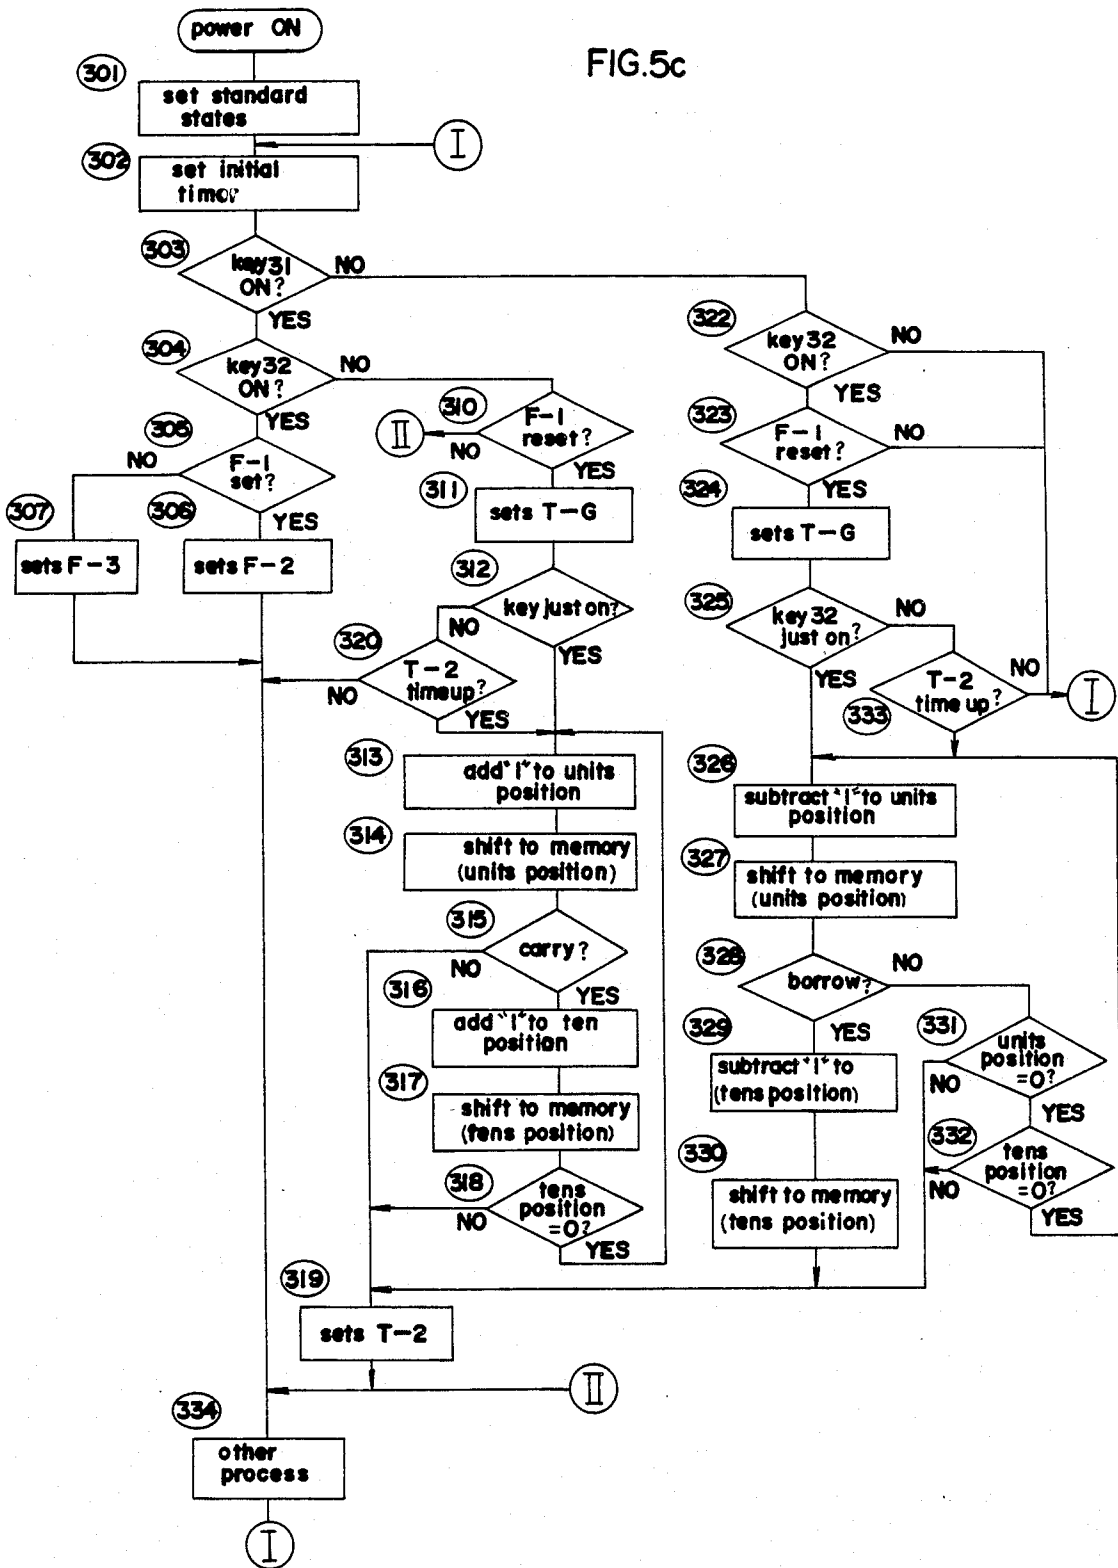 power ON
FIG.5c
301
set standard
states
I
302
set initial
timor
303
key31
ON?
NO
YES
322
key32
ON?
NO
YES
304
key32
ON?
NO
YES
310
F-1
reset?
II
NO
YES
323
F-1
reset?
NO
YES
305
NO
F-1
set?
307
306
YES
sets F-3
sets F-2
311
sets T-G
324
sets T-G
312
key just on?
NO
YES
325
key32
just on?
NO
YES
320
T-2
timeup?
NO
YES
T-2
time up?
NO
333
I
313
add "1" to units
position
326
subtract "1" to units
position
314
shift to memory
(units position)
327
shift to memory
(units position)
315
carry?
NO
YES
328
borrow?
NO
YES
316
add "1" to ten
position
329
subtract "1" to
(tens position)
331
units
position
=0?
NO
YES
317
shift to memory
(tens position)
332
tens
position
=0?
NO
YES
318
tens
position
=0?
NO
YES
330
shift to memory
(tens position)
319
sets T-2
II
334
other
process
I